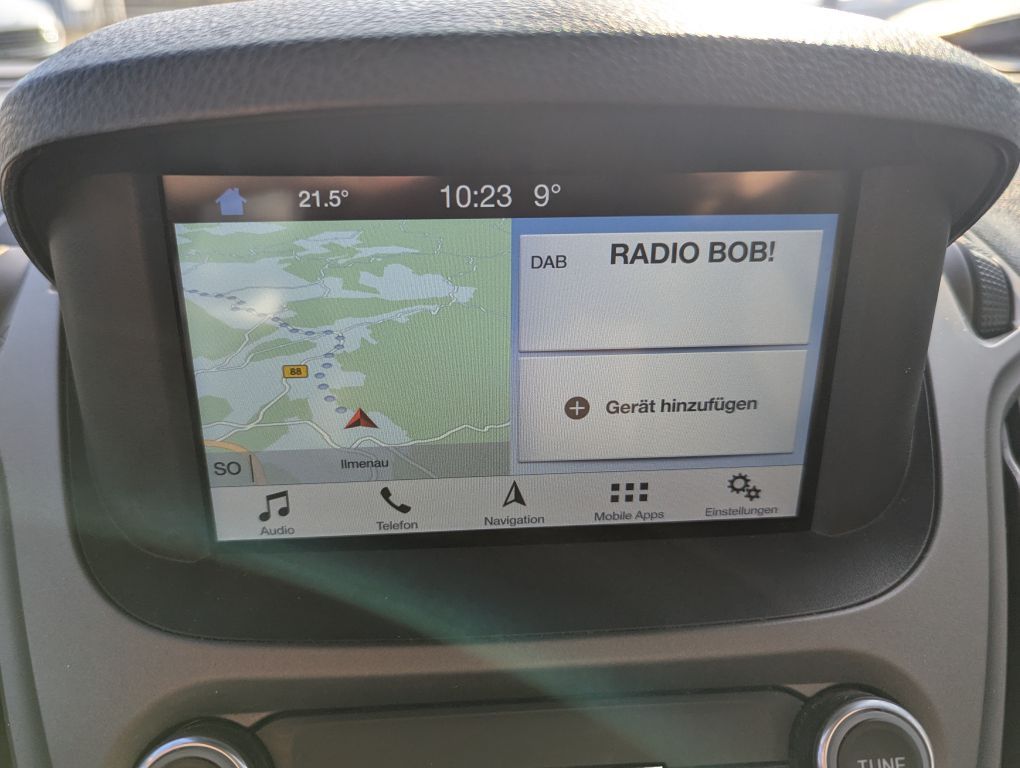 21.5°
10:23 9°
DAB RADIO BOB!
88
Gerät hinzufügen
SO Ilmenau
Audio Telefon Navigation Mobile Apps Einstellungen
TUNE